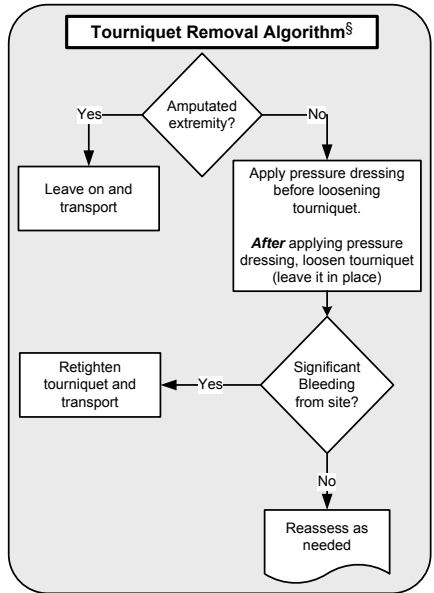 Tourniquet Removal Algorithm§
Amputated
extremity?
Yes
No
Leave on and
transport
Apply pressure dressing
before loosening
tourniquet.
After applying pressure
dressing, loosen tourniquet
(leave it in place)
Significant
Bleeding
from site?
Yes
Retighten
tourniquet and
transport
No
Reassess as
needed